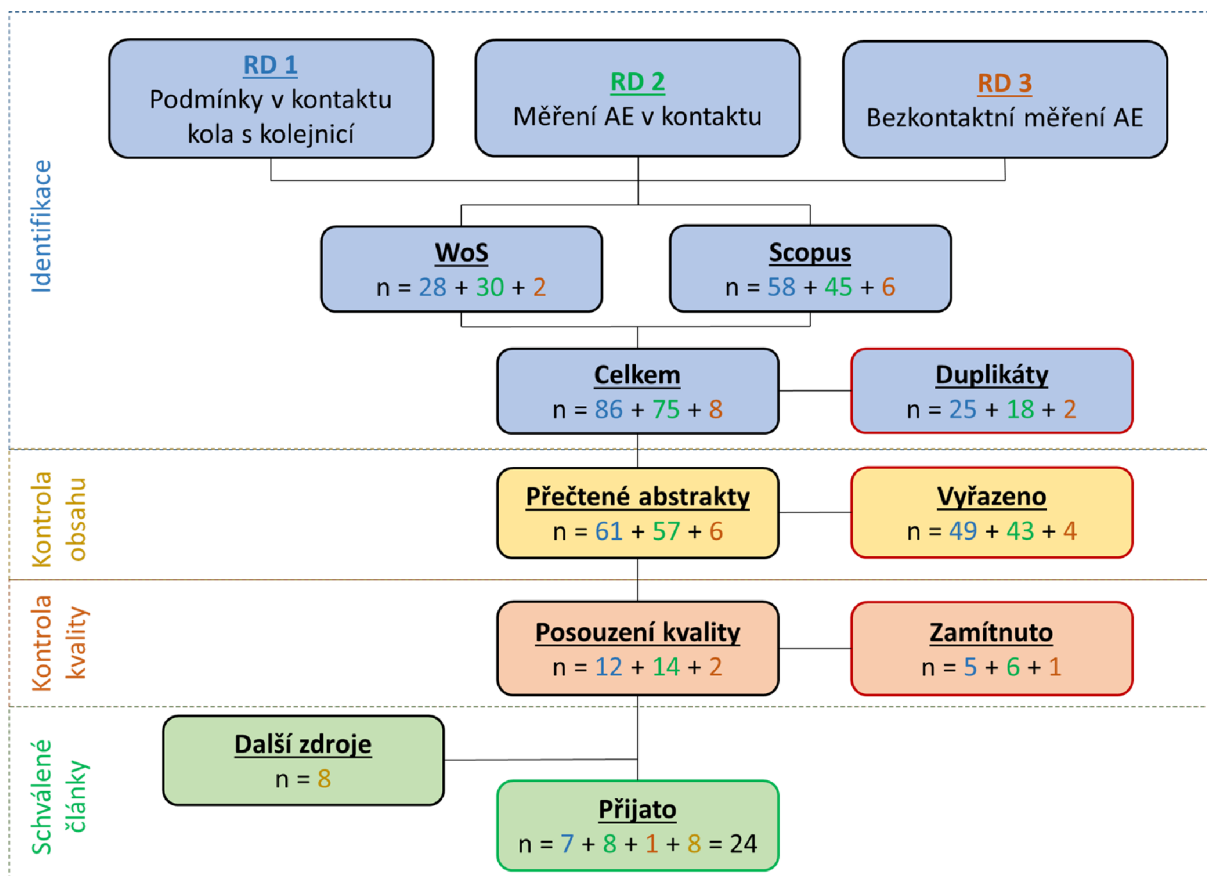 RD 1
Podmínky v kontaktu
kola s kolejnicí
RD 2
Měření AE v kontaktu
RD 3
Bezkontaktní měření AE
Identifikace
WoS
n = 28 + 30 + 2
Scopus
n = 58 + 45 + 6
Celkem
n = 86 + 75 + 8
Duplikáty
n = 25 + 18 + 2
Kontrola
obsahu
Přečtené abstrakty
n = 61 + 57 + 6
Vyřazeno
n = 49 + 43 + 4
Kontrola
kvality
Posouzení kvality
n = 12 + 14 + 2
Zamítnuto
n = 5 + 6 + 1
Schválené
články
Další zdroje
n = 8
Přijato
n = 7 + 8 + 1 + 8 = 24